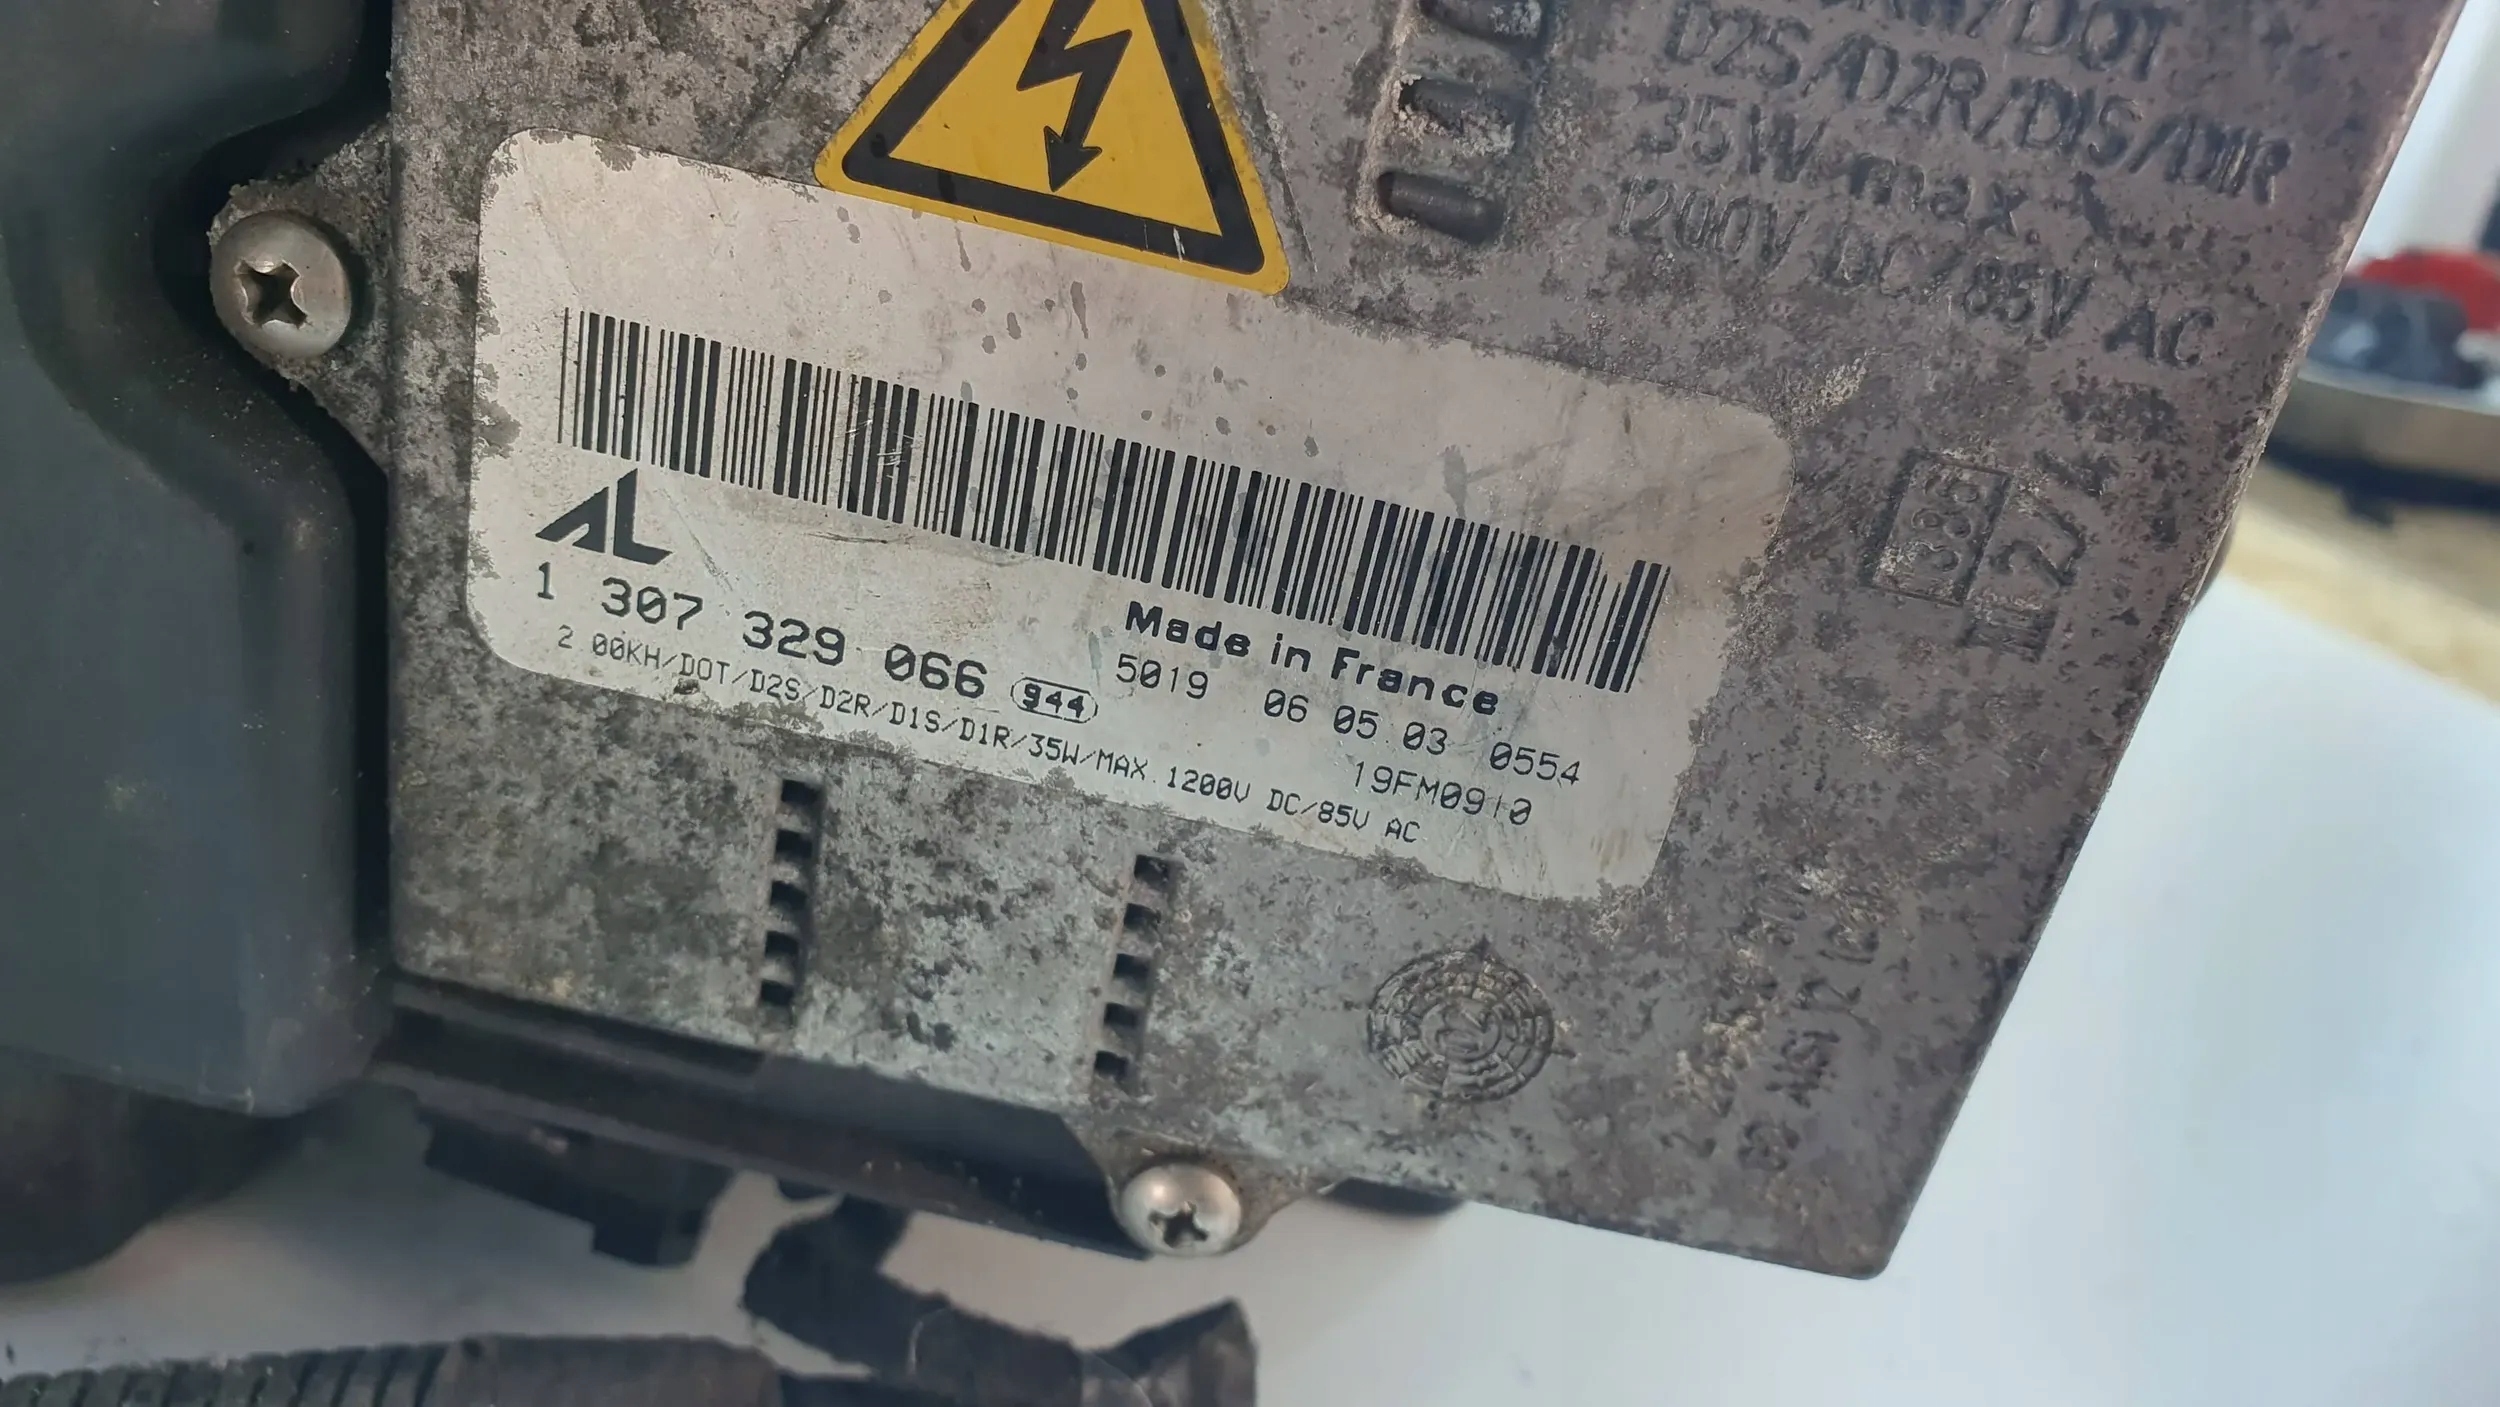 /DOT
D2S/D2R/D1S/D1R
35W max.
1200V DC/85V AC
AL
1 307 329 066 944
2 00KH/DOT/D2S/D2R/D1S/D1R/35W/MAX.1200V DC/85V AC
Made in France
5019 06 05 03 0554
19FM0910